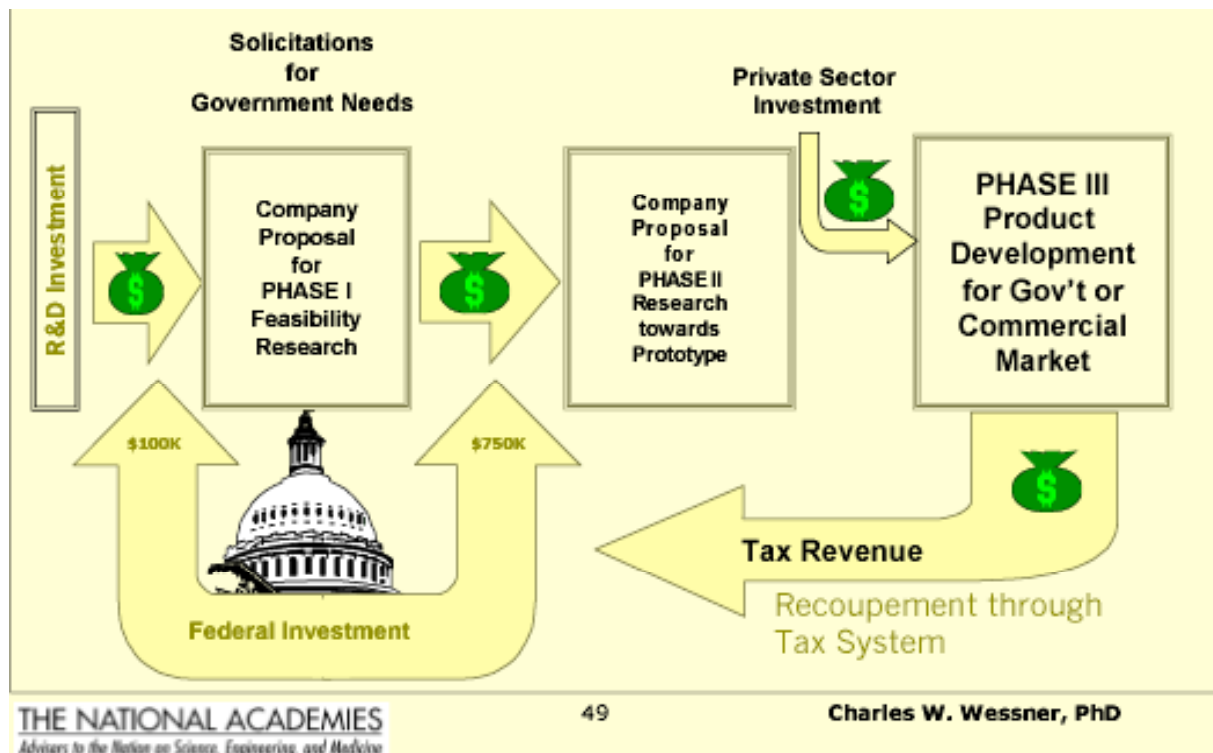 Solicitations
for
Government Needs
Private Sector
Investment
R&D Investment
$
Company
Proposal
for
PHASE I
Feasibility
Research
$
Company
Proposal
for
PHASE II
Research
towards
Prototype
$
PHASE III
Product
Development
for Gov't or
Commercial
Market
$100K
$750K
$
Federal Investment
Tax Revenue
Recoupement through
Tax System
THE NATIONAL ACADEMIES
Advisers to the Nation on Science, Engineering, and Medicine
49
Charles W. Wessner, PhD